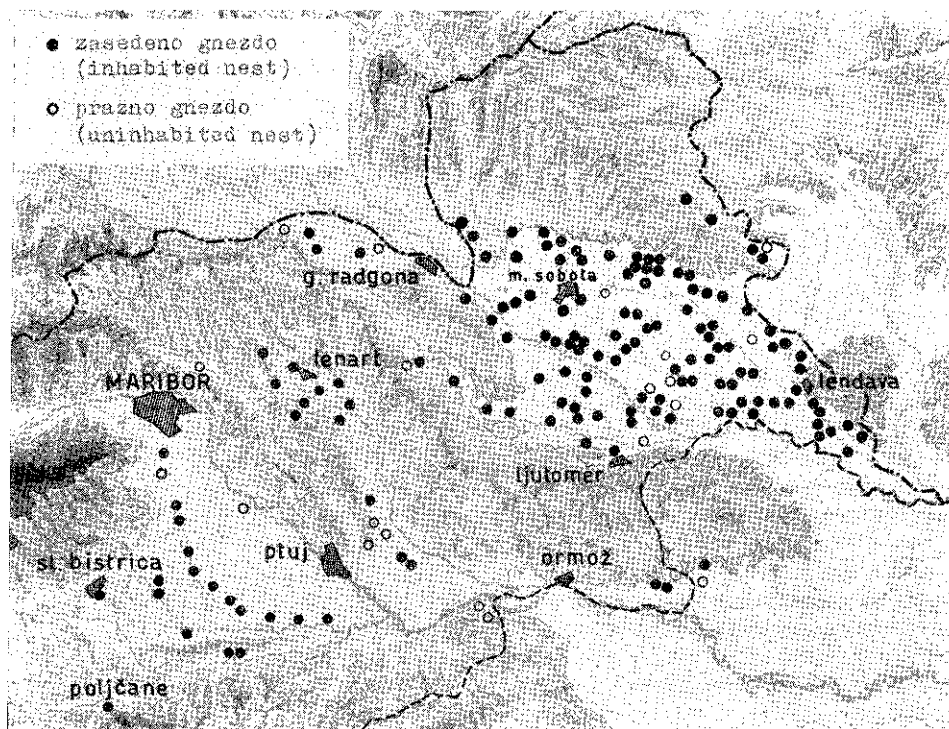 zasedeno gnezdo
(inhabited nest)
prazno gnezdo
(uninhabited nest)
g. radgona
m. sobota
lenart
MARIBOR
lendava
ljutomer
ptuj
ormož
sl. bistrica
poljčane